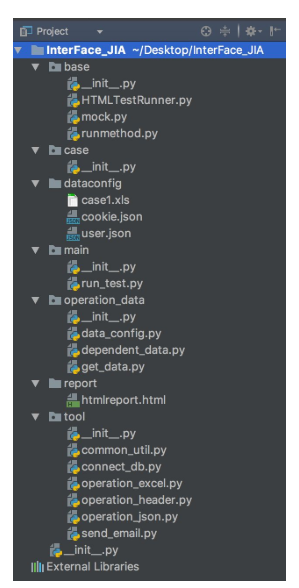 Project
InterFace_JIA ~/Desktop/InterFace_JIA
base
__init__.py
HTMLTestRunner.py
mock.py
runmethod.py
case
__init__.py
dataconfig
case1.xls
cookie.json
user.json
main
__init__.py
run_test.py
operation_data
__init__.py
data_config.py
dependent_data.py
get_data.py
report
htmlreport.html
tool
__init__.py
common_util.py
connect_db.py
operation_excel.py
operation_header.py
operation_json.py
send_email.py
__init__.py
External Libraries